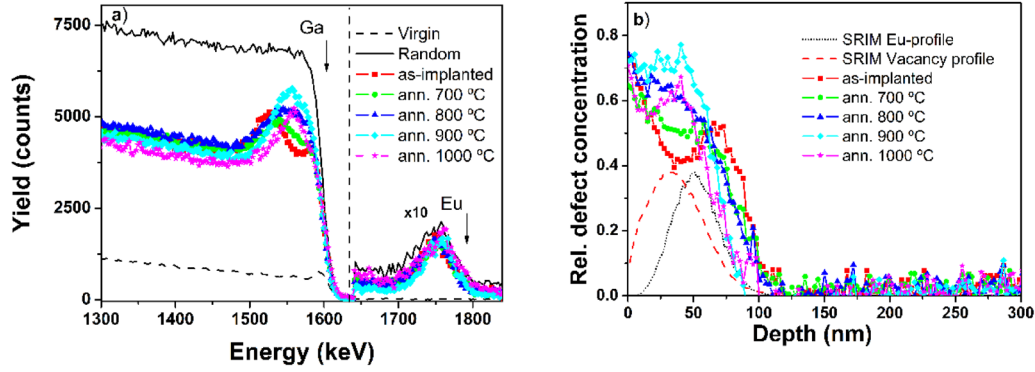 a)
Ga
Virgin
Random
as-implanted
ann. 700 ºC
ann. 800 ºC
ann. 900 ºC
ann. 1000 ºC
x10
Eu
Yield (counts)
7500
5000
2500
0
1300
1400
1500
1600
1700
1800
Energy (keV)
b)
SRIM Eu-profile
SRIM Vacancy profile
as-implanted
ann. 700 ºC
ann. 800 ºC
ann. 900 ºC
ann. 1000 ºC
Rel. defect concentration
0.8
0.6
0.4
0.2
0.0
0
50
100
150
200
250
300
Depth (nm)